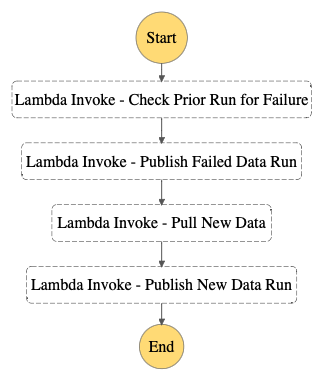 Start
Lambda Invoke - Check Prior Run for Failure
Lambda Invoke - Publish Failed Data Run
Lambda Invoke - Pull New Data
Lambda Invoke - Publish New Data Run
End